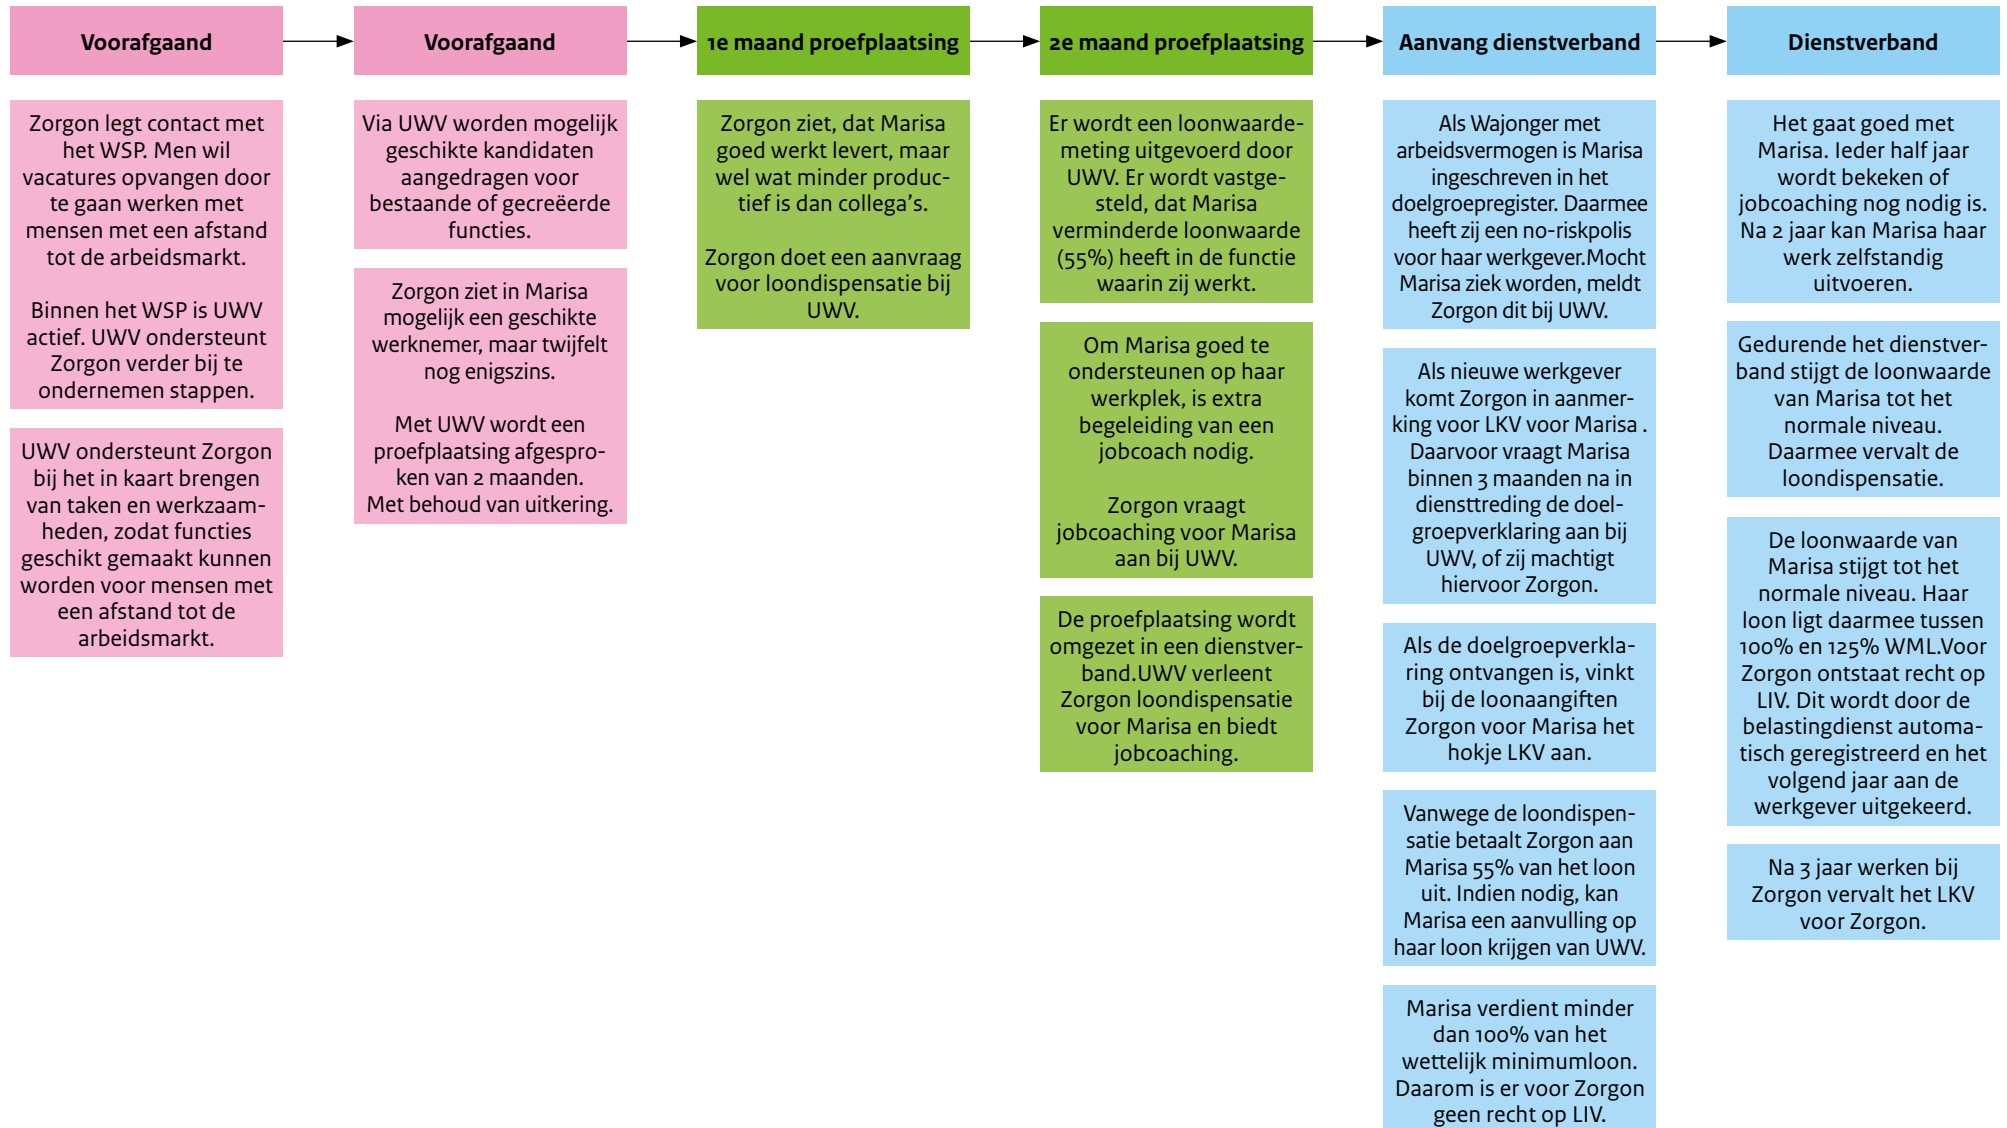 Voorafgaand
Zorgon legt contact met
het WSP. Men wil
vacatures opvangen door
te gaan werken met
mensen met een afstand
tot de arbeidsmarkt.
Binnen het WSP is UWV
actief. UWV ondersteunt
Zorgon verder bij te
ondernemen stappen.
UWV ondersteunt Zorgon
bij het in kaart brengen
van taken en werkzaam-
heden, zodat functies
geschikt gemaakt kunnen
worden voor mensen met
een afstand tot de
arbeidsmarkt.
Voorafgaand
Via UWV worden mogelijk
geschikte kandidaten
aangedragen voor
bestaande of gecreëerde
functies.
Zorgon ziet in Marisa
mogelijk een geschikte
werknemer, maar twijfelt
nog enigszins.
Met UWV wordt een
proefplaatsing afgespro-
ken van 2 maanden.
Met behoud van uitkering.
1e maand proefplaatsing
Zorgon ziet, dat Marisa
goed werkt levert, maar
wel wat minder produc-
tief is dan collega's.
Zorgon doet een aanvraag
voor loondispensatie bij
UWV.
2e maand proefplaatsing
Er wordt een loonwaarde-
meting uitgevoerd door
UWV. Er wordt vastge-
steld, dat Marisa
verminderde loonwaarde
(55%) heeft in de functie
waarin zij werkt.
Om Marisa goed te
ondersteunen op haar
werkplek, is extra
begeleiding van een
jobcoach nodig.
Zorgon vraagt
jobcoaching voor Marisa
aan bij UWV.
De proefplaatsing wordt
omgezet in een dienstver-
band.UWV verleent
Zorgon loondispensatie
voor Marisa en biedt
jobcoaching.
Aanvang dienstverband
Als Wajonger met
arbeidsvermogen is Marisa
ingeschreven in het
doelgroepregister. Daarmee
heeft zij een no-riskpolis
voor haar werkgever.Mocht
Marisa ziek worden, meldt
Zorgon dit bij UWV.
Als nieuwe werkgever
komt Zorgon in aanmer-
king voor LKV voor Marisa .
Daarvoor vraagt Marisa
binnen 3 maanden na in
diensttreding de doel-
groepverklaring aan bij
UWV, of zij machtigt
hiervoor Zorgon.
Als de doelgroepverkla-
ring ontvangen is, vinkt
bij de loonaangiften
Zorgon voor Marisa het
hokje LKV aan.
Vanwege de loondispen-
satie betaalt Zorgon aan
Marisa 55% van het loon
uit. Indien nodig, kan
Marisa een aanvulling op
haar loon krijgen van UWV.
Marisa verdient minder
dan 100% van het
wettelijk minimumloon.
Daarom is er voor Zorgon
geen recht op LIV.
Dienstverband
Het gaat goed met
Marisa. Ieder half jaar
wordt bekeken of
jobcoaching nog nodig is.
Na 2 jaar kan Marisa haar
werk zelfstandig
uitvoeren.
Gedurende het dienstver-
band stijgt de loonwaarde
van Marisa tot het
normale niveau.
Daarmee vervalt de
loondispensatie.
De loonwaarde van
Marisa stijgt tot het
normale niveau. Haar
loon ligt daarmee tussen
100% en 125% WML.Voor
Zorgon ontstaat recht op
LIV. Dit wordt door de
belastingdienst automa-
tisch geregistreerd en het
volgend jaar aan de
werkgever uitgekeerd.
Na 3 jaar werken bij
Zorgon vervalt het LKV
voor Zorgon.